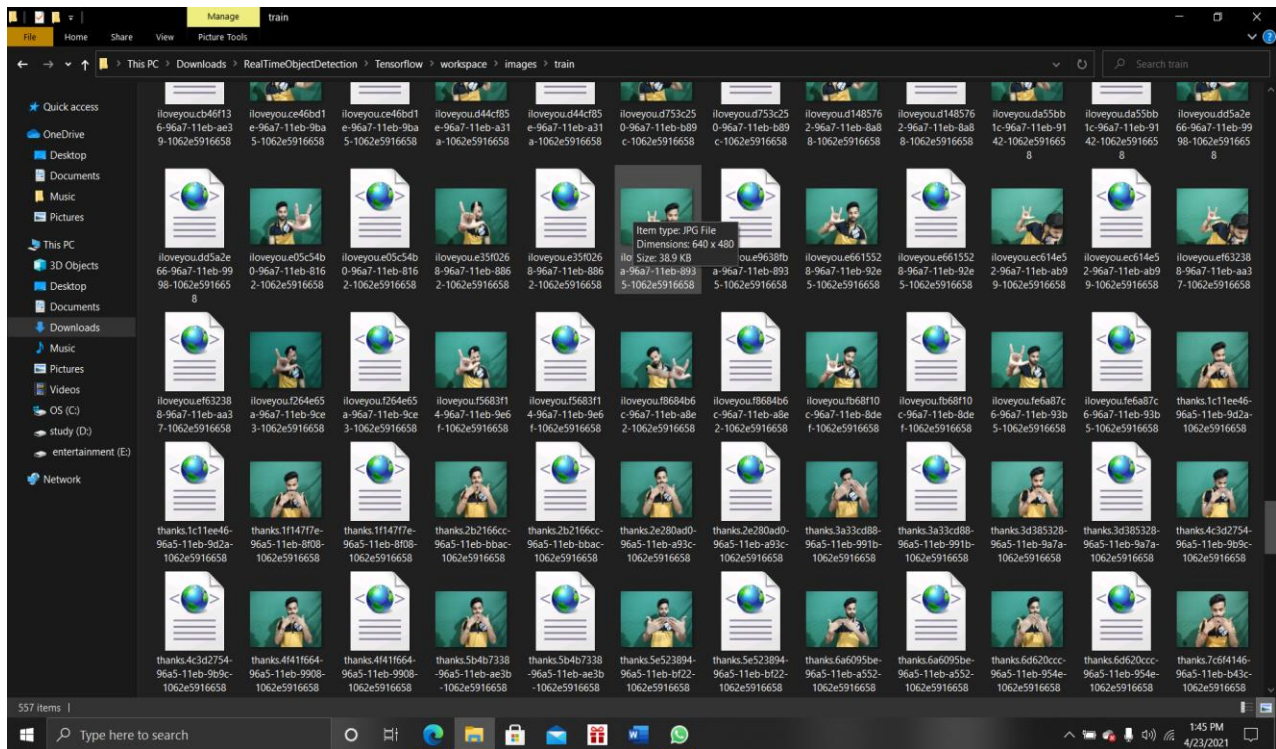 Manage
train
File
Home
Share
View
Picture Tools
This PC > Downloads > RealTimeObjectDetection > Tensorflow > workspace > images > train
Search train
Quick access
OneDrive
Desktop
Documents
Music
Pictures
This PC
3D Objects
Desktop
Documents
Downloads
Music
Pictures
Videos
OS (C:)
study (D:)
entertainment (E:)
Network
iloveyou.cb46f13 iloveyou.ce46bd1 iloveyou.ce46bd1 iloveyou.d44cf85 iloveyou.d44cf85 iloveyou.d753c25 iloveyou.d753c25 iloveyou.d148576 iloveyou.d148576 iloveyou.da55bb iloveyou.da55bb iloveyou.dd5a2e
6-96a7-11eb-ae3 e-96a7-11eb-9ba e-96a7-11eb-9ba e-96a7-11eb-a31 e-96a7-11eb-a31 0-96a7-11eb-b89 0-96a7-11eb-b89 2-96a7-11eb-8a8 2-96a7-11eb-8a8 1c-96a7-11eb-91 1c-96a7-11eb-91 66-96a7-11eb-99
9-1062e5916658 5-1062e5916658 5-1062e5916658 a-1062e5916658 a-1062e5916658 c-1062e5916658 c-1062e5916658 8-1062e5916658 8-1062e5916658 42-1062e591665 42-1062e591665 98-1062e591665
8 8 8
Item type: JPG File
Dimensions: 640 x 480
Size: 38.9 KB
iloveyou.dd5a2e iloveyou.e05c54b iloveyou.e05c54b iloveyou.e35f026 iloveyou.e35f026 ilo ou.e9638fb iloveyou.e661552 iloveyou.e661552 iloveyou.ec614e5 iloveyou.ec614e5 iloveyou.ef63238
66-96a7-11eb-99 0-96a7-11eb-816 0-96a7-11eb-816 8-96a7-11eb-886 8-96a7-11eb-886 a-96a7-11eb-893 a-96a7-11eb-893 8-96a7-11eb-92e 8-96a7-11eb-92e 2-96a7-11eb-ab9 2-96a7-11eb-ab9 8-96a7-11eb-aa3
98-1062e591665 2-1062e5916658 2-1062e5916658 2-1062e5916658 2-1062e5916658 5-1062e5916658 5-1062e5916658 5-1062e5916658 5-1062e5916658 9-1062e5916658 9-1062e5916658 7-1062e5916658
8
iloveyou.ef63238 iloveyou.f264e65 iloveyou.f264e65 iloveyou.f5683f1 iloveyou.f5683f1 iloveyou.f8684b6 iloveyou.f8684b6 iloveyou.fb68f10 iloveyou.fb68f10 iloveyou.fe6a87c iloveyou.fe6a87c thanks.1c11ee46-
8-96a7-11eb-aa3 a-96a7-11eb-9ce a-96a7-11eb-9ce 4-96a7-11eb-9e6 4-96a7-11eb-9e6 c-96a7-11eb-a8e c-96a7-11eb-a8e c-96a7-11eb-8de c-96a7-11eb-8de 6-96a7-11eb-93b 6-96a7-11eb-93b 96a5-11eb-9d2a-
7-1062e5916658 3-1062e5916658 3-1062e5916658 f-1062e5916658 f-1062e5916658 2-1062e5916658 2-1062e5916658 f-1062e5916658 f-1062e5916658 5-1062e5916658 5-1062e5916658 1062e5916658
thanks.1c11ee46- thanks.1f147f7e- thanks.1f147f7e- thanks.2b2166cc- thanks.2b2166cc- thanks.2e280ad0- thanks.2e280ad0- thanks.3a33cd88- thanks.3a33cd88- thanks.3d385328- thanks.3d385328- thanks.4c3d2754-
96a5-11eb-9d2a- 96a5-11eb-8f08- 96a5-11eb-8f08- 96a5-11eb-bbac- 96a5-11eb-bbac- 96a5-11eb-a93c- 96a5-11eb-a93c- 96a5-11eb-991b- 96a5-11eb-991b- 96a5-11eb-9a7a- 96a5-11eb-9a7a- 96a5-11eb-9b9c-
1062e5916658 1062e5916658 1062e5916658 1062e5916658 1062e5916658 1062e5916658 1062e5916658 1062e5916658 1062e5916658 1062e5916658 1062e5916658 1062e5916658
thanks.4c3d2754- thanks.4f41f664- thanks.4f41f664- thanks.5b4b7338 thanks.5b4b7338 thanks.5e523894- thanks.5e523894- thanks.6a6095be- thanks.6a6095be- thanks.6d620ccc- thanks.6d620ccc- thanks.7c6f4146-
96a5-11eb-9b9c- 96a5-11eb-9908- 96a5-11eb-9908- -96a5-11eb-ae3b -96a5-11eb-ae3b 96a5-11eb-bf22- 96a5-11eb-bf22- 96a5-11eb-a552- 96a5-11eb-a552- 96a5-11eb-954e- 96a5-11eb-954e- 96a5-11eb-b43c-
1062e5916658 1062e5916658 1062e5916658 -1062e5916658 -1062e5916658 1062e5916658 1062e5916658 1062e5916658 1062e5916658 1062e5916658 1062e5916658 1062e5916658
557 items
Type here to search
1:45 PM
4/23/2021